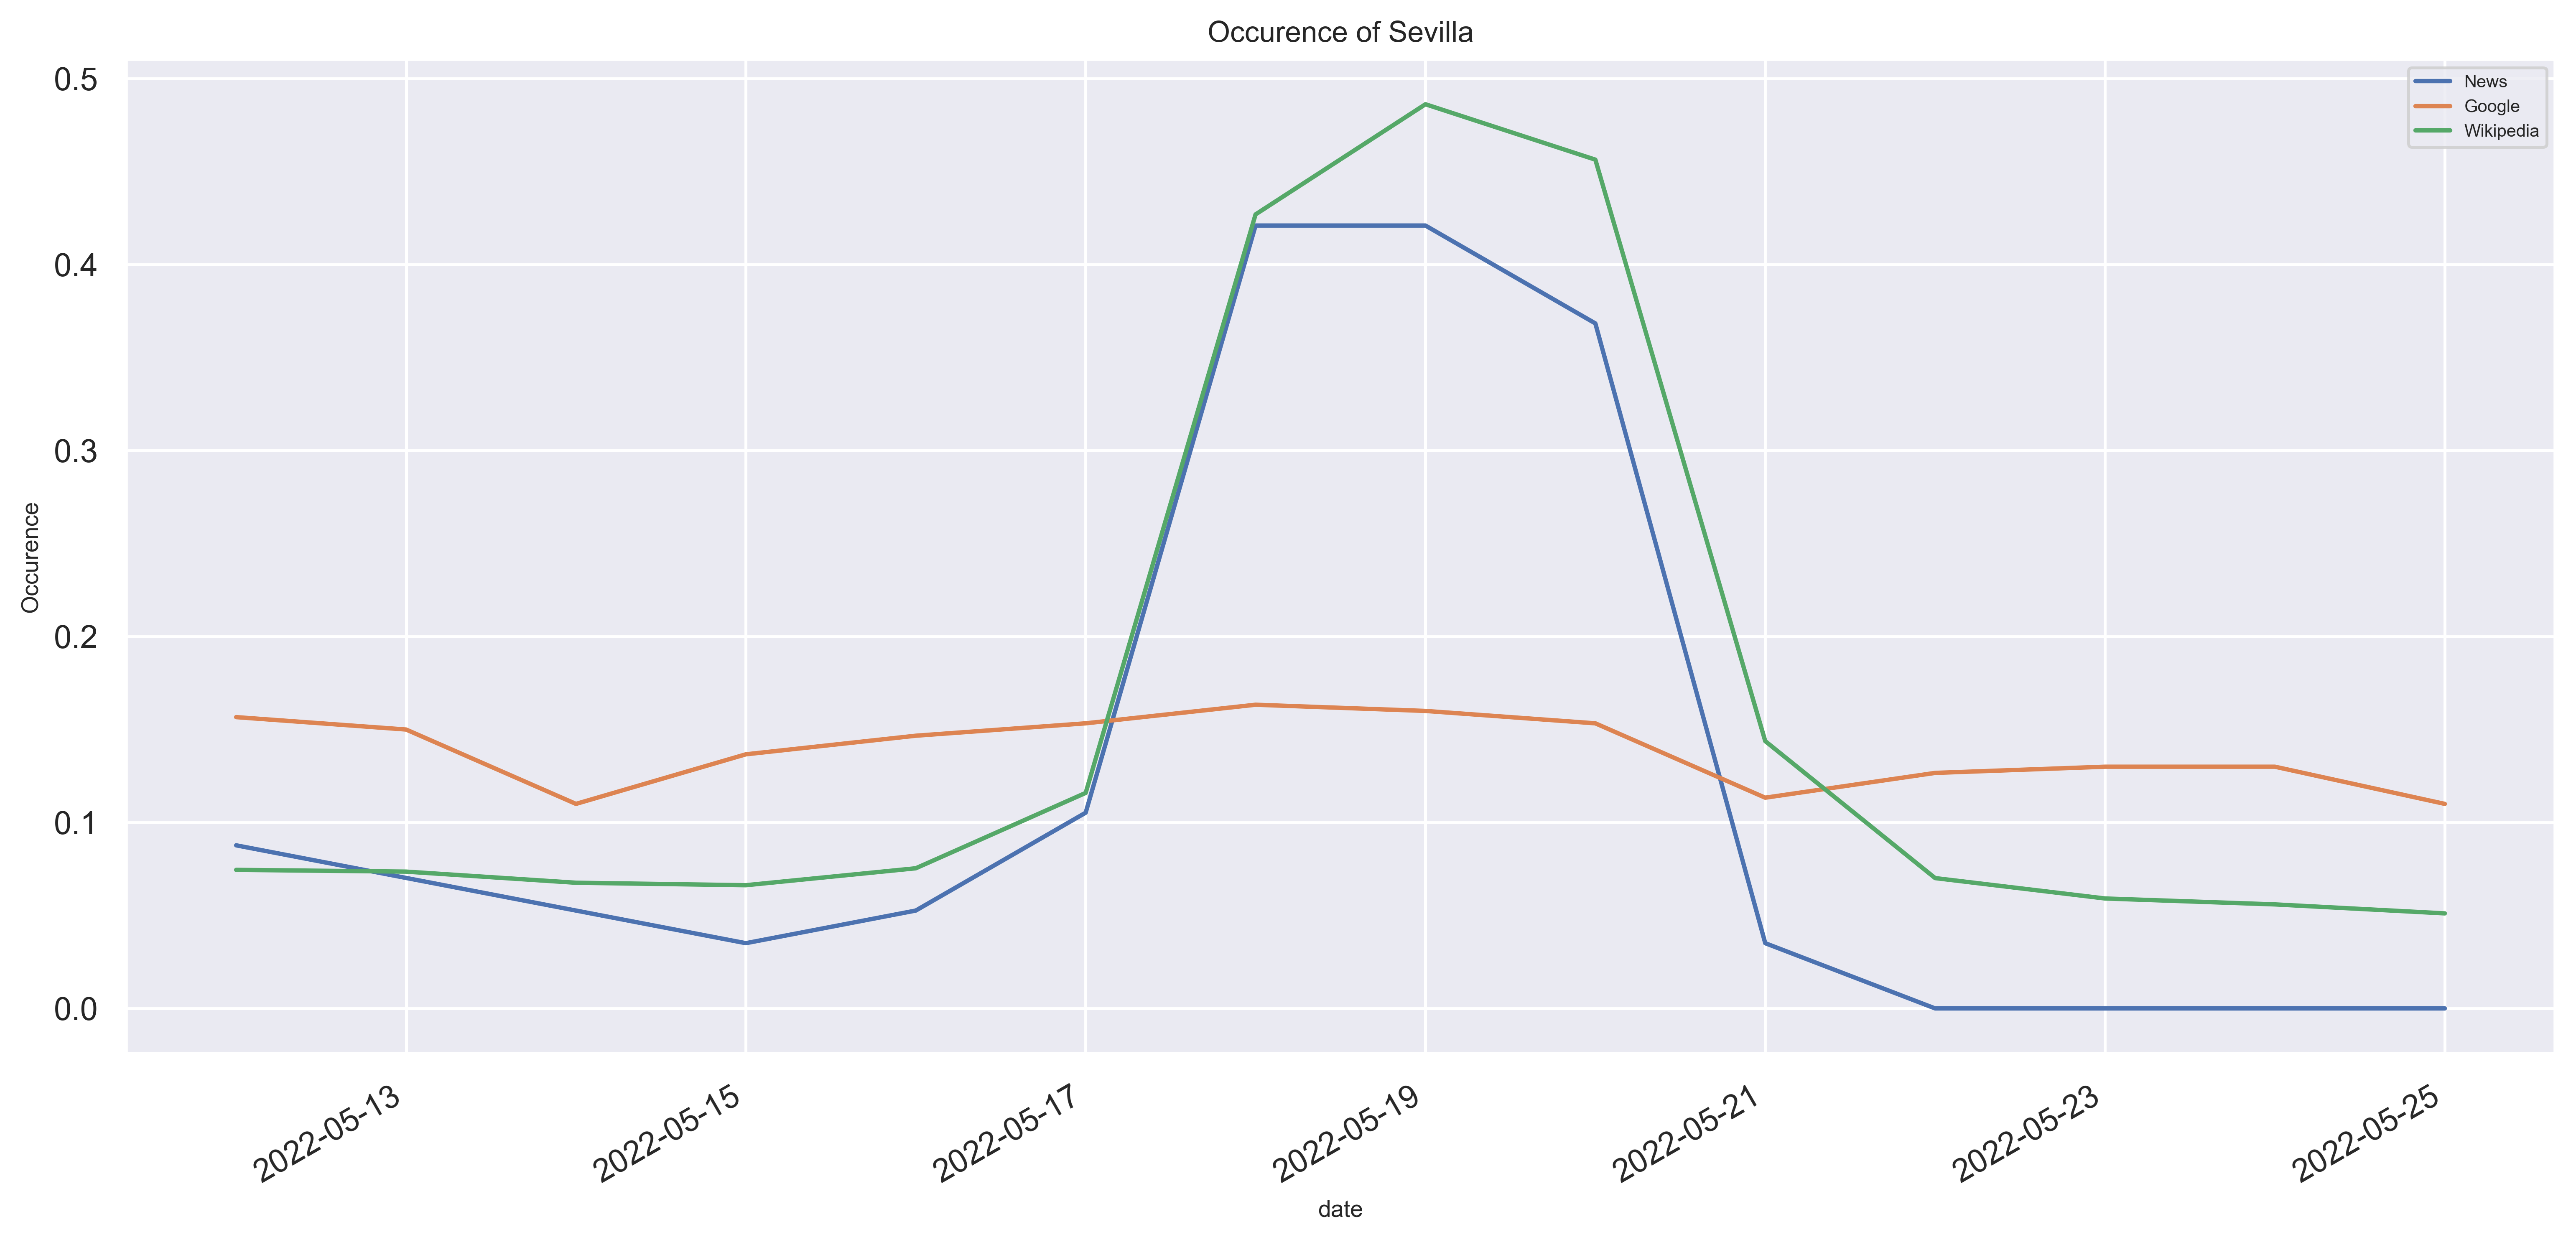 Occurence of Sevilla
0.5
0.4
0.3
0.2
0.1
0.0
Occurence
News
Google
Wikipedia
2022-05-13
2022-05-15
2022-05-17
2022-05-19
2022-05-21
2022-05-23
2022-05-25
date